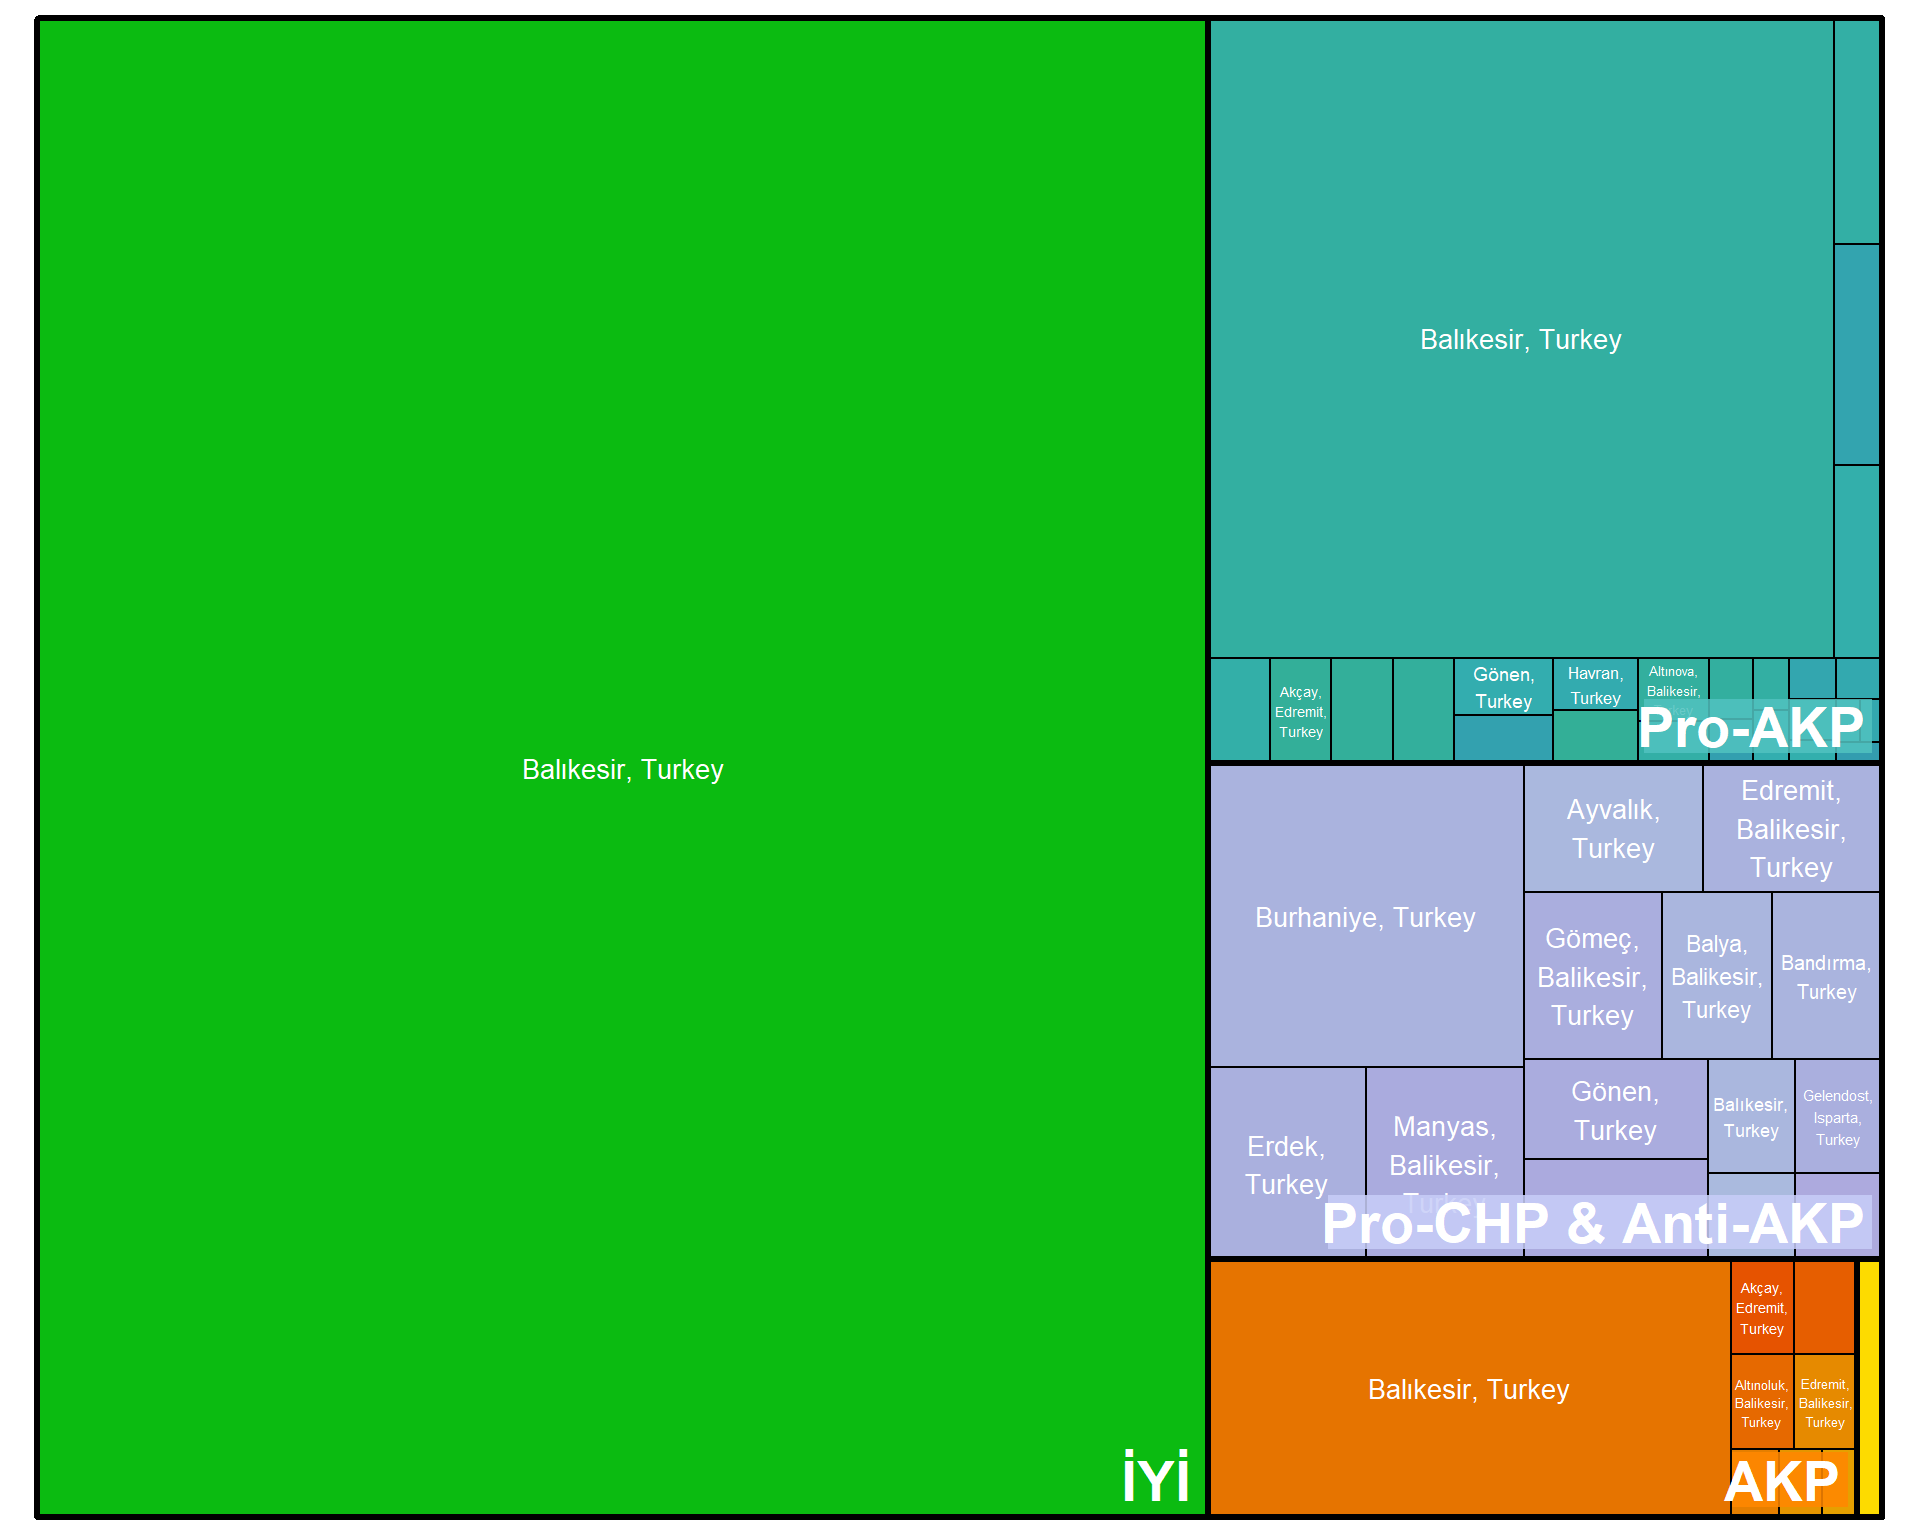 Balıkesir, Turkey
İYİ
Balıkesir, Turkey
Akçay,
Edremit,
Turkey
Gönen,
Turkey
Havran,
Turkey
Altınova,
Balikesir,
Pro-AKP
Burhaniye, Turkey
Ayvalık,
Turkey
Edremit,
Balikesir,
Turkey
Gömeç,
Balikesir,
Turkey
Balya,
Balikesir,
Turkey
Bandırma,
Turkey
Erdek,
Turkey
Manyas,
Balikesir,
Turkey
Gönen,
Turkey
Balıkesir,
Turkey
Gelendost,
Isparta,
Turkey
Pro-CHP & Anti-AKP
Balıkesir, Turkey
Akçay,
Edremit,
Turkey
Altınoluk,
Balikesir,
Turkey
Edremit,
Balikesir,
Turkey
AKP